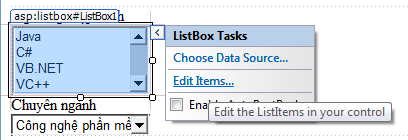 asp:listbox#ListBox1
Java
C#
VB.NET
VC++
Chuyên ngành
Công nghệ phần mề
ListBox Tasks
Choose Data Source...
Edit Items...
Edit the ListItems in your control